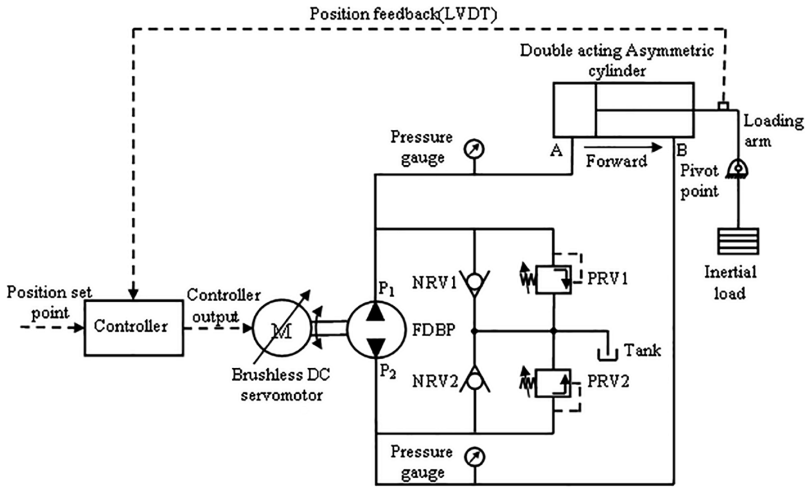 Position feedback(LVDT)
Double acting Asymmetric
cylinder
Pressure
gauge
A
Forward
B
Loading
arm
Pivot
point
Inertial
load
Position set
point
Controller
Controller
output
M
Brushless DC
servomotor
P1
FDBP
P2
NRV1
PRV1
Tank
NRV2
PRV2
Pressure
gauge